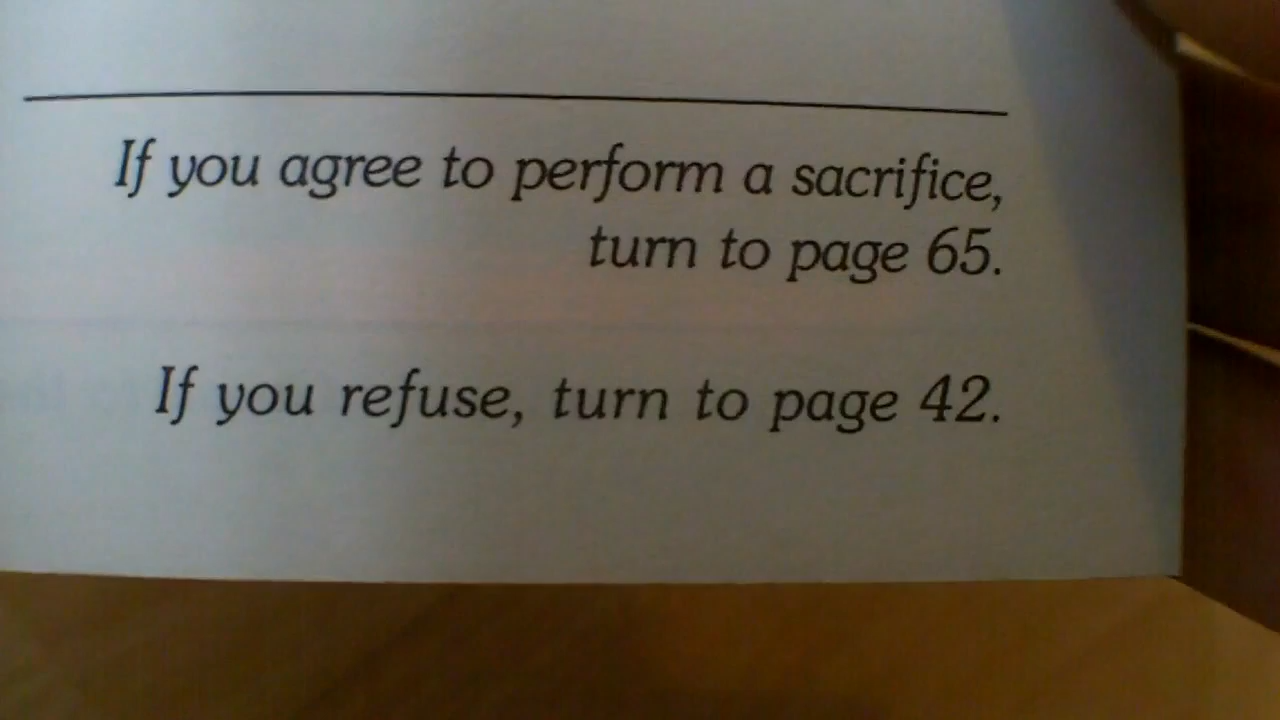 If you agree to perform a sacrifice,
turn to page 65.
If you refuse, turn to page 42.